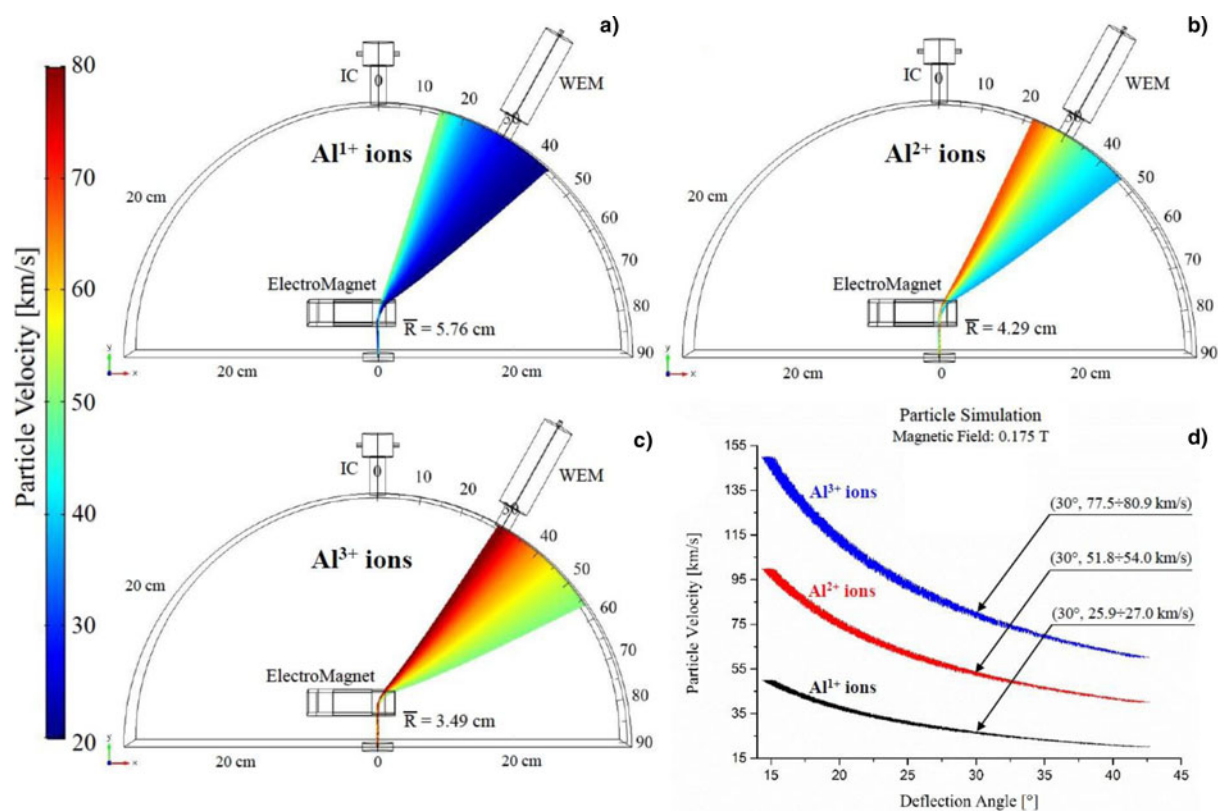 Particle Velocity [km/s]
80
70
60
50
40
30
20
a)
IC
WEM
10
20
30
40
50
60
70
80
90
Al1+ ions
20 cm
ElectroMagnet
R̅ = 5.76 cm
y
x
20 cm
0
20 cm
b)
IC
WEM
10
20
30
40
50
60
70
80
90
Al2+ ions
20 cm
ElectroMagnet
R̅ = 4.29 cm
y
x
20 cm
0
20 cm
c)
IC
WEM
10
20
30
40
50
60
70
80
90
Al3+ ions
20 cm
ElectroMagnet
R̅ = 3.49 cm
y
x
20 cm
0
20 cm
Particle Simulation
Magnetic Field: 0.175 T
d)
Particle Velocity [km/s]
155
135
115
95
75
55
35
15
Al3+ ions
(30°, 77.5÷80.9 km/s)
Al2+ ions
(30°, 51.8÷54.0 km/s)
Al1+ ions
(30°, 25.9÷27.0 km/s)
15
20
25
30
35
40
45
Deflection Angle [°]